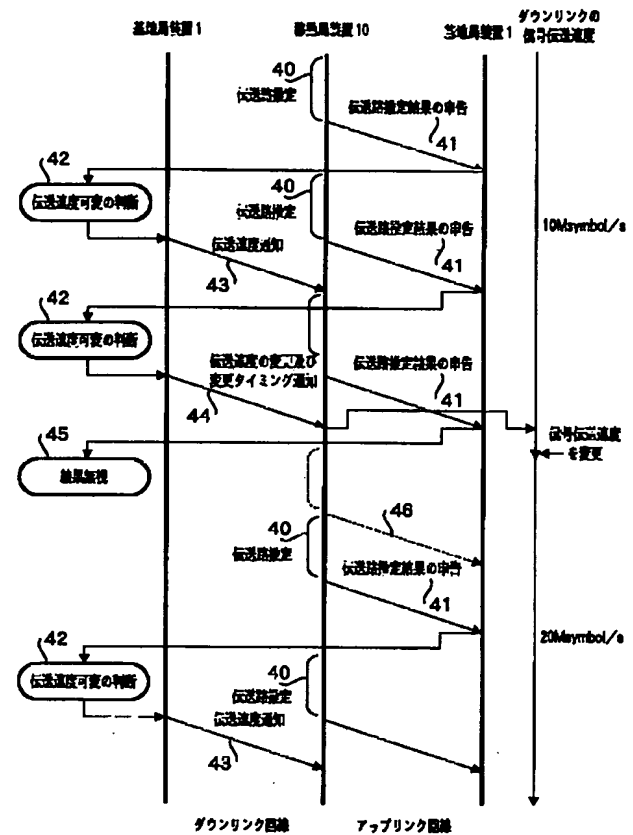 ダウンリンクの
信号伝送速度
基地局装置1
移動局装置10
基地局装置1
40
伝送路推定
伝送路推定結果の申告
41
42
伝送速度可変の判断
40
伝送路推定
伝送路推定結果の申告
41
10Msymbol/s
伝送速度通知
43
42
伝送速度可変の判断
伝送速度の変更及び
変更タイミング通知
伝送路推定結果の申告
41
44
45
結果無視
信号伝送速度
を変更
46
40
伝送路推定
伝送路推定結果の申告
41
42
伝送速度可変の判断
20Msymbol/s
40
伝送路推定
伝送速度通知
43
ダウンリンク回線
アップリンク回線